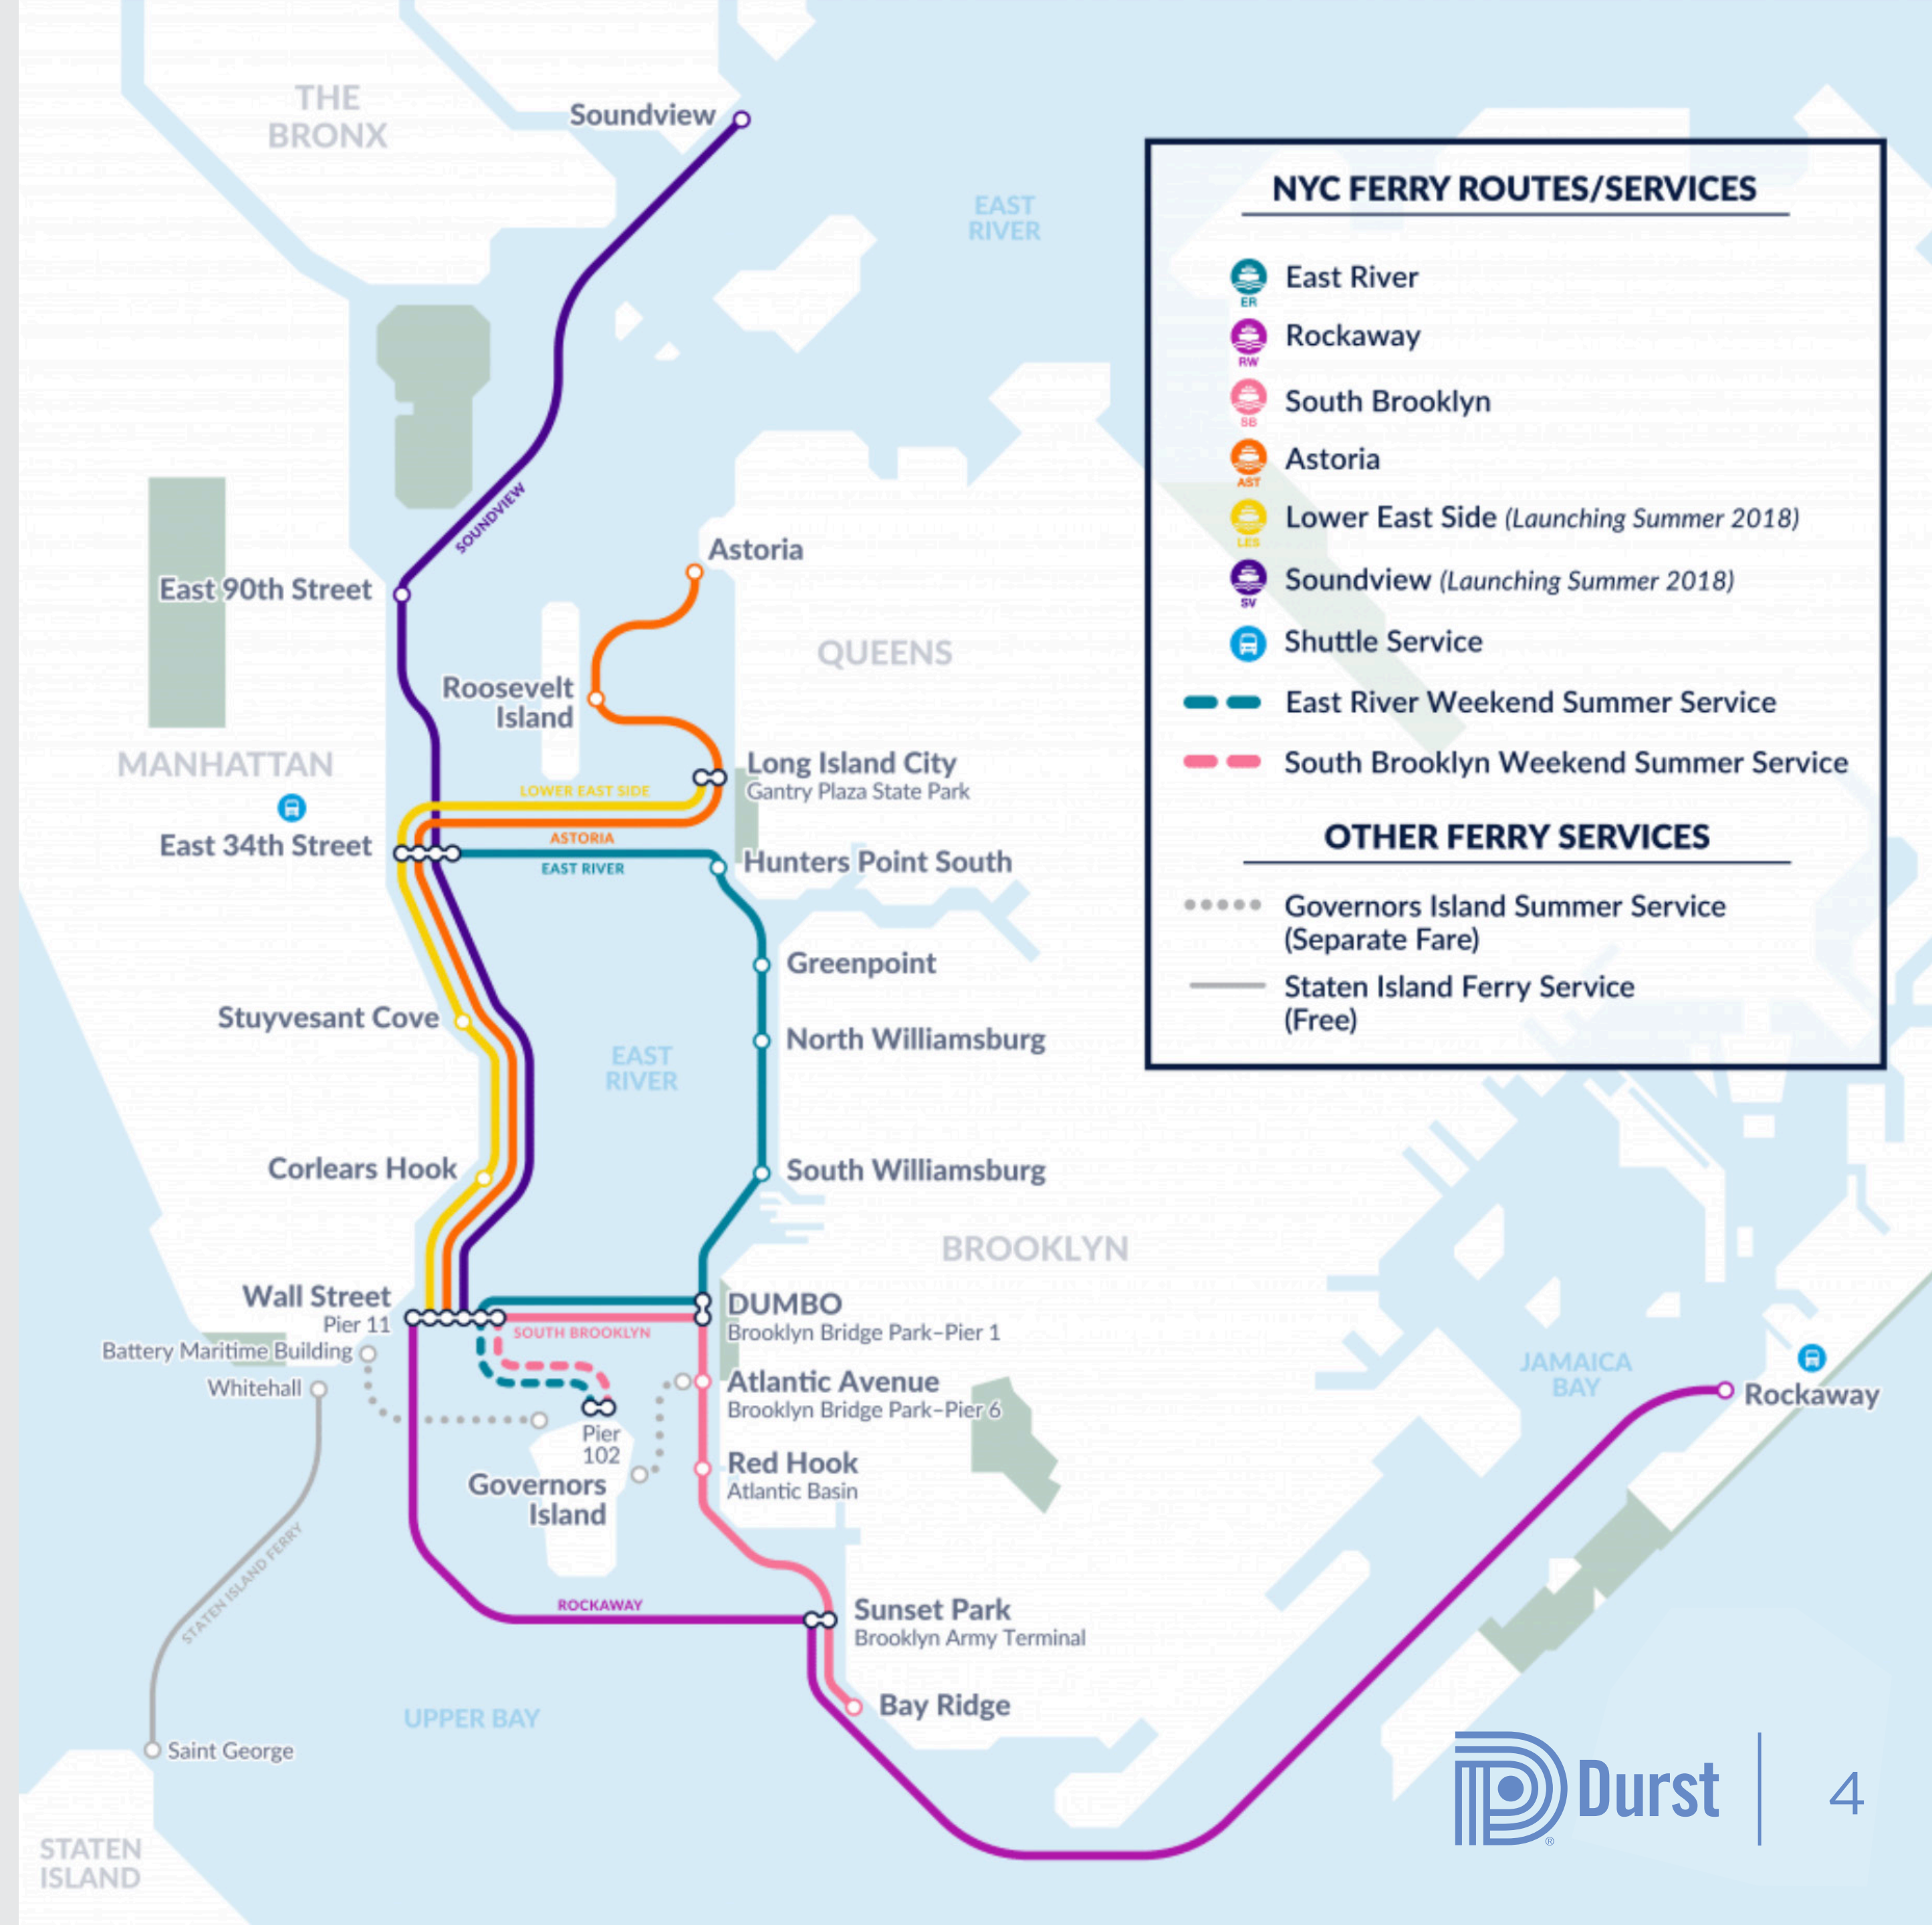 THE
BRONX
Soundview
EAST
RIVER
NYC FERRY ROUTES/SERVICES
ER
East River
RW
Rockaway
SB
South Brooklyn
AST
Astoria
LES
Lower East Side (Launching Summer 2018)
SV
Soundview (Launching Summer 2018)
Shuttle Service
East River Weekend Summer Service
South Brooklyn Weekend Summer Service
OTHER FERRY SERVICES
Governors Island Summer Service
(Separate Fare)
Staten Island Ferry Service
(Free)
SOUNDVIEW
Astoria
East 90th Street
QUEENS
Roosevelt
Island
MANHATTAN
Long Island City
Gantry Plaza State Park
LOWER EAST SIDE
ASTORIA
East 34th Street
EAST RIVER
Hunters Point South
Greenpoint
Stuyvesant Cove
North Williamsburg
EAST
RIVER
Corlears Hook
South Williamsburg
BROOKLYN
Wall Street
Pier 11
DUMBO
Brooklyn Bridge Park–Pier 1
SOUTH BROOKLYN
Battery Maritime Building
Whitehall
Atlantic Avenue
Brooklyn Bridge Park–Pier 6
JAMAICA
BAY
Rockaway
Pier
102
Governors
Island
Red Hook
Atlantic Basin
STATEN ISLAND FERRY
ROCKAWAY
Sunset Park
Brooklyn Army Terminal
Bay Ridge
UPPER BAY
Saint George
STATEN
ISLAND
® Durst
4